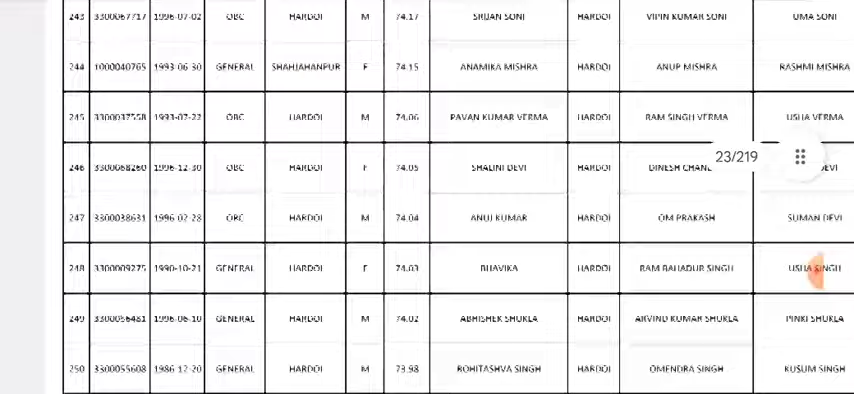 243 3300067717 1996-07-02 OBC HARDOI M 74.17 SRIJAN SONI HARDOI VIPIN KUMAR SONI UMA SONI
244 1000040765 1993-06-30 GENERAL SHAHJAHANPUR F 74.15 ANAMIKA MISHRA HARDOI ANUP MISHRA RASHMI MISHRA
245 3300037558 1993-07-22 OBC HARDOI M 74.06 PAVAN KUMAR VERMA HARDOI RAM SINGH VERMA USHA VERMA
23/219
246 3300068260 1996-12-30 OBC HARDOI F 74.05 SHALINI DEVI HARDOI DINESH DEVI
247 3300038631 1996-02-28 OBC HARDOI M 74.04 ANUJ KUMAR HARDOI OM PRAKASH SUMAN DEVI
248 3300009275 1990-10-21 GENERAL HARDOI F 74.03 BHAVIKA HARDOI RAM BAHADUR SINGH USHA SINGH
249 3300056481 1996-06-10 GENERAL HARDOI M 74.02 ABHISHEK SHUKLA HARDOI ARVIND KUMAR SHUKLA PINKI SHUKLA
250 3300055608 1986-12-20 GENERAL HARDOI M 73.98 ROHITASHVA SINGH HARDOI OMENDRA SINGH KUSUM SINGH